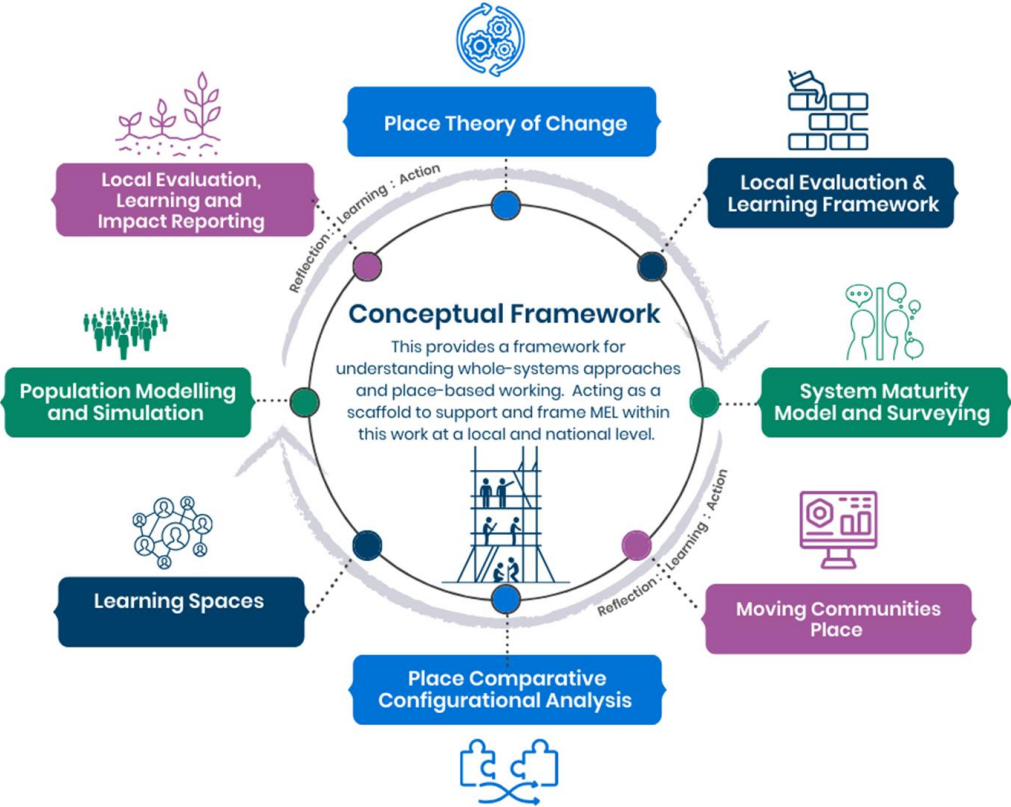 Place Theory of Change
Local Evaluation,
Learning and
Impact Reporting
Local Evaluation &
Learning Framework
Reflection : Learning : Action
Conceptual Framework
This provides a framework for
understanding whole-systems approaches
and place-based working. Acting as a
scaffold to support and frame MEL within
this work at a local and national level.
Population Modelling
and Simulation
System Maturity
Model and Surveying
Learning Spaces
Reflection : Learning : Action
Moving Communities
Place
Place Comparative
Configurational Analysis